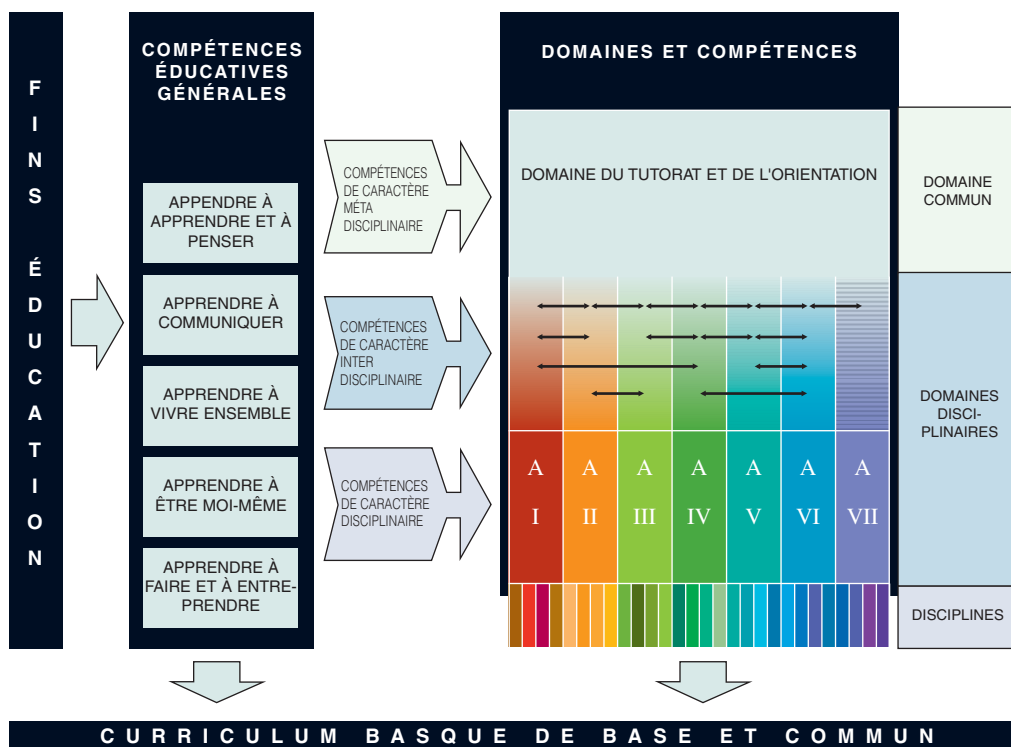 FINS ÉDUCATION
COMPÉTENCES
ÉDUCATIVES
GÉNÉRALES
APPENDRE À
APPRENDRE ET À
PENSER
APPRENDRE À
COMMUNIQUER
APPRENDRE À
VIVRE ENSEMBLE
APPRENDRE À
ÊTRE MOI-MÊME
APPRENDRE À
FAIRE ET À ENTRE-
PRENDRE
COMPÉTENCES
DE CARACTÈRE
MÉTA
DISCIPLINAIRE
COMPÉTENCES
DE CARACTÈRE
INTER
DISCIPLINAIRE
COMPÉTENCES
DE CARACTÈRE
DISCIPLINAIRE
DOMAINES ET COMPÉTENCES
DOMAINE DU TUTORAT ET DE L'ORIENTATION
A A A A A A A
I II III IV V VI VII
DOMAINE
COMMUN
DOMAINES
DISCI-
PLINAIRES
DISCIPLINES
CURRICULUM BASQUE DE BASE ET COMMUN